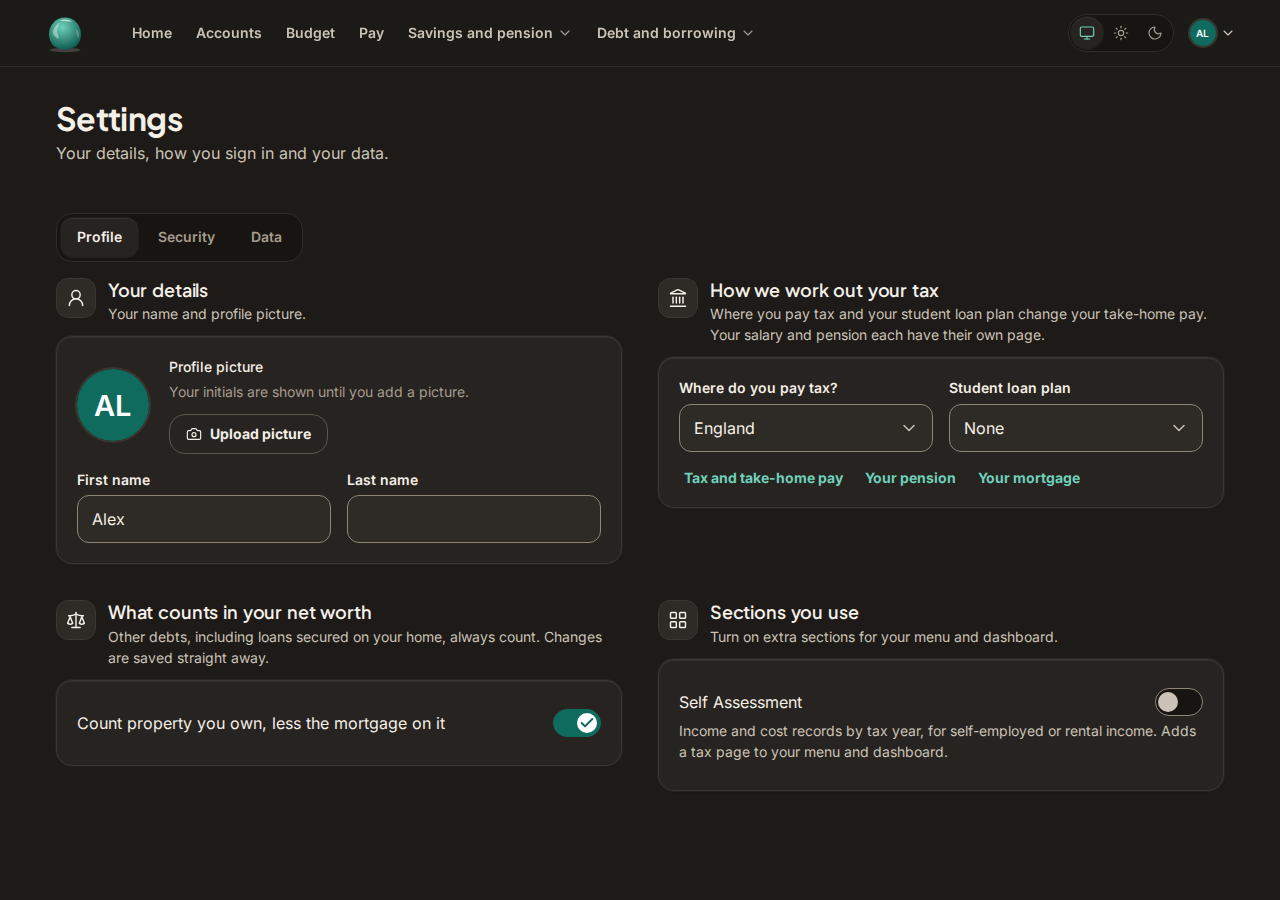 Home Accounts Budget Pay Savings and pension Debt and borrowing AL
Settings
Your details, how you sign in and your data.
Profile Security Data
Your details
Your name and profile picture.
AL
Profile picture
Your initials are shown until you add a picture.
Upload picture
First name Last name
Alex
How we work out your tax
Where you pay tax and your student loan plan change your take-home pay.
Your salary and pension each have their own page.
Where do you pay tax? Student loan plan
England None
Tax and take-home pay Your pension Your mortgage
What counts in your net worth
Other debts, including loans secured on your home, always count. Changes
are saved straight away.
Count property you own, less the mortgage on it
Sections you use
Turn on extra sections for your menu and dashboard.
Self Assessment
Income and cost records by tax year, for self-employed or rental income. Adds
a tax page to your menu and dashboard.